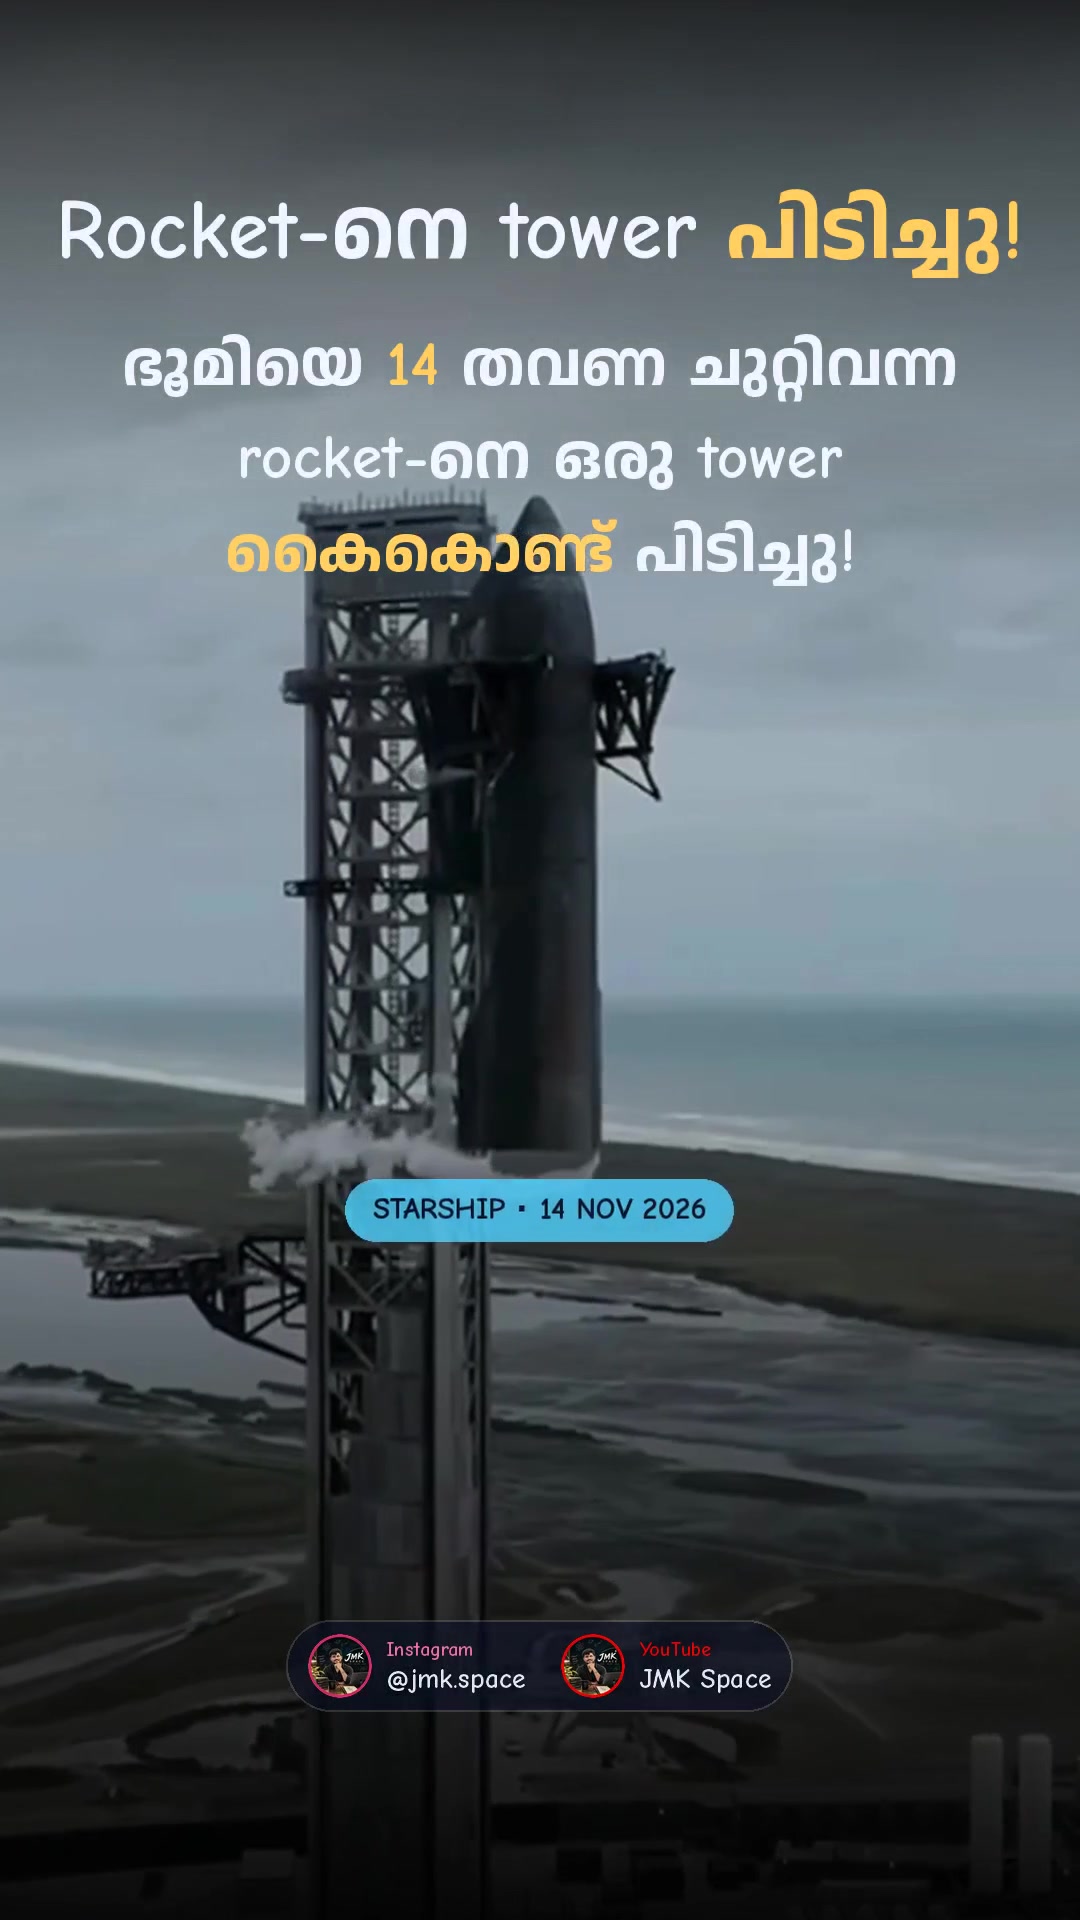 Rocket-നെ tower പിടിച്ചു!
ഭൂമിയെ 14 തവണ ചുറ്റിവന്ന
rocket-നെ ഒരു tower
കൈകൊണ്ട് പിടിച്ചു!
STARSHIP • 14 NOV 2026
Instagram
@jmk.space
YouTube
JMK Space